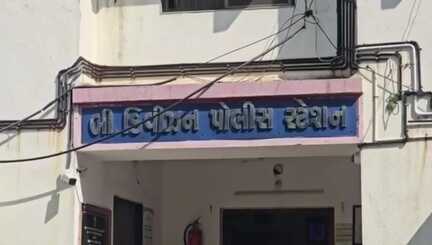 બી ડિવીઝન પોલીસ સ્ટેશન